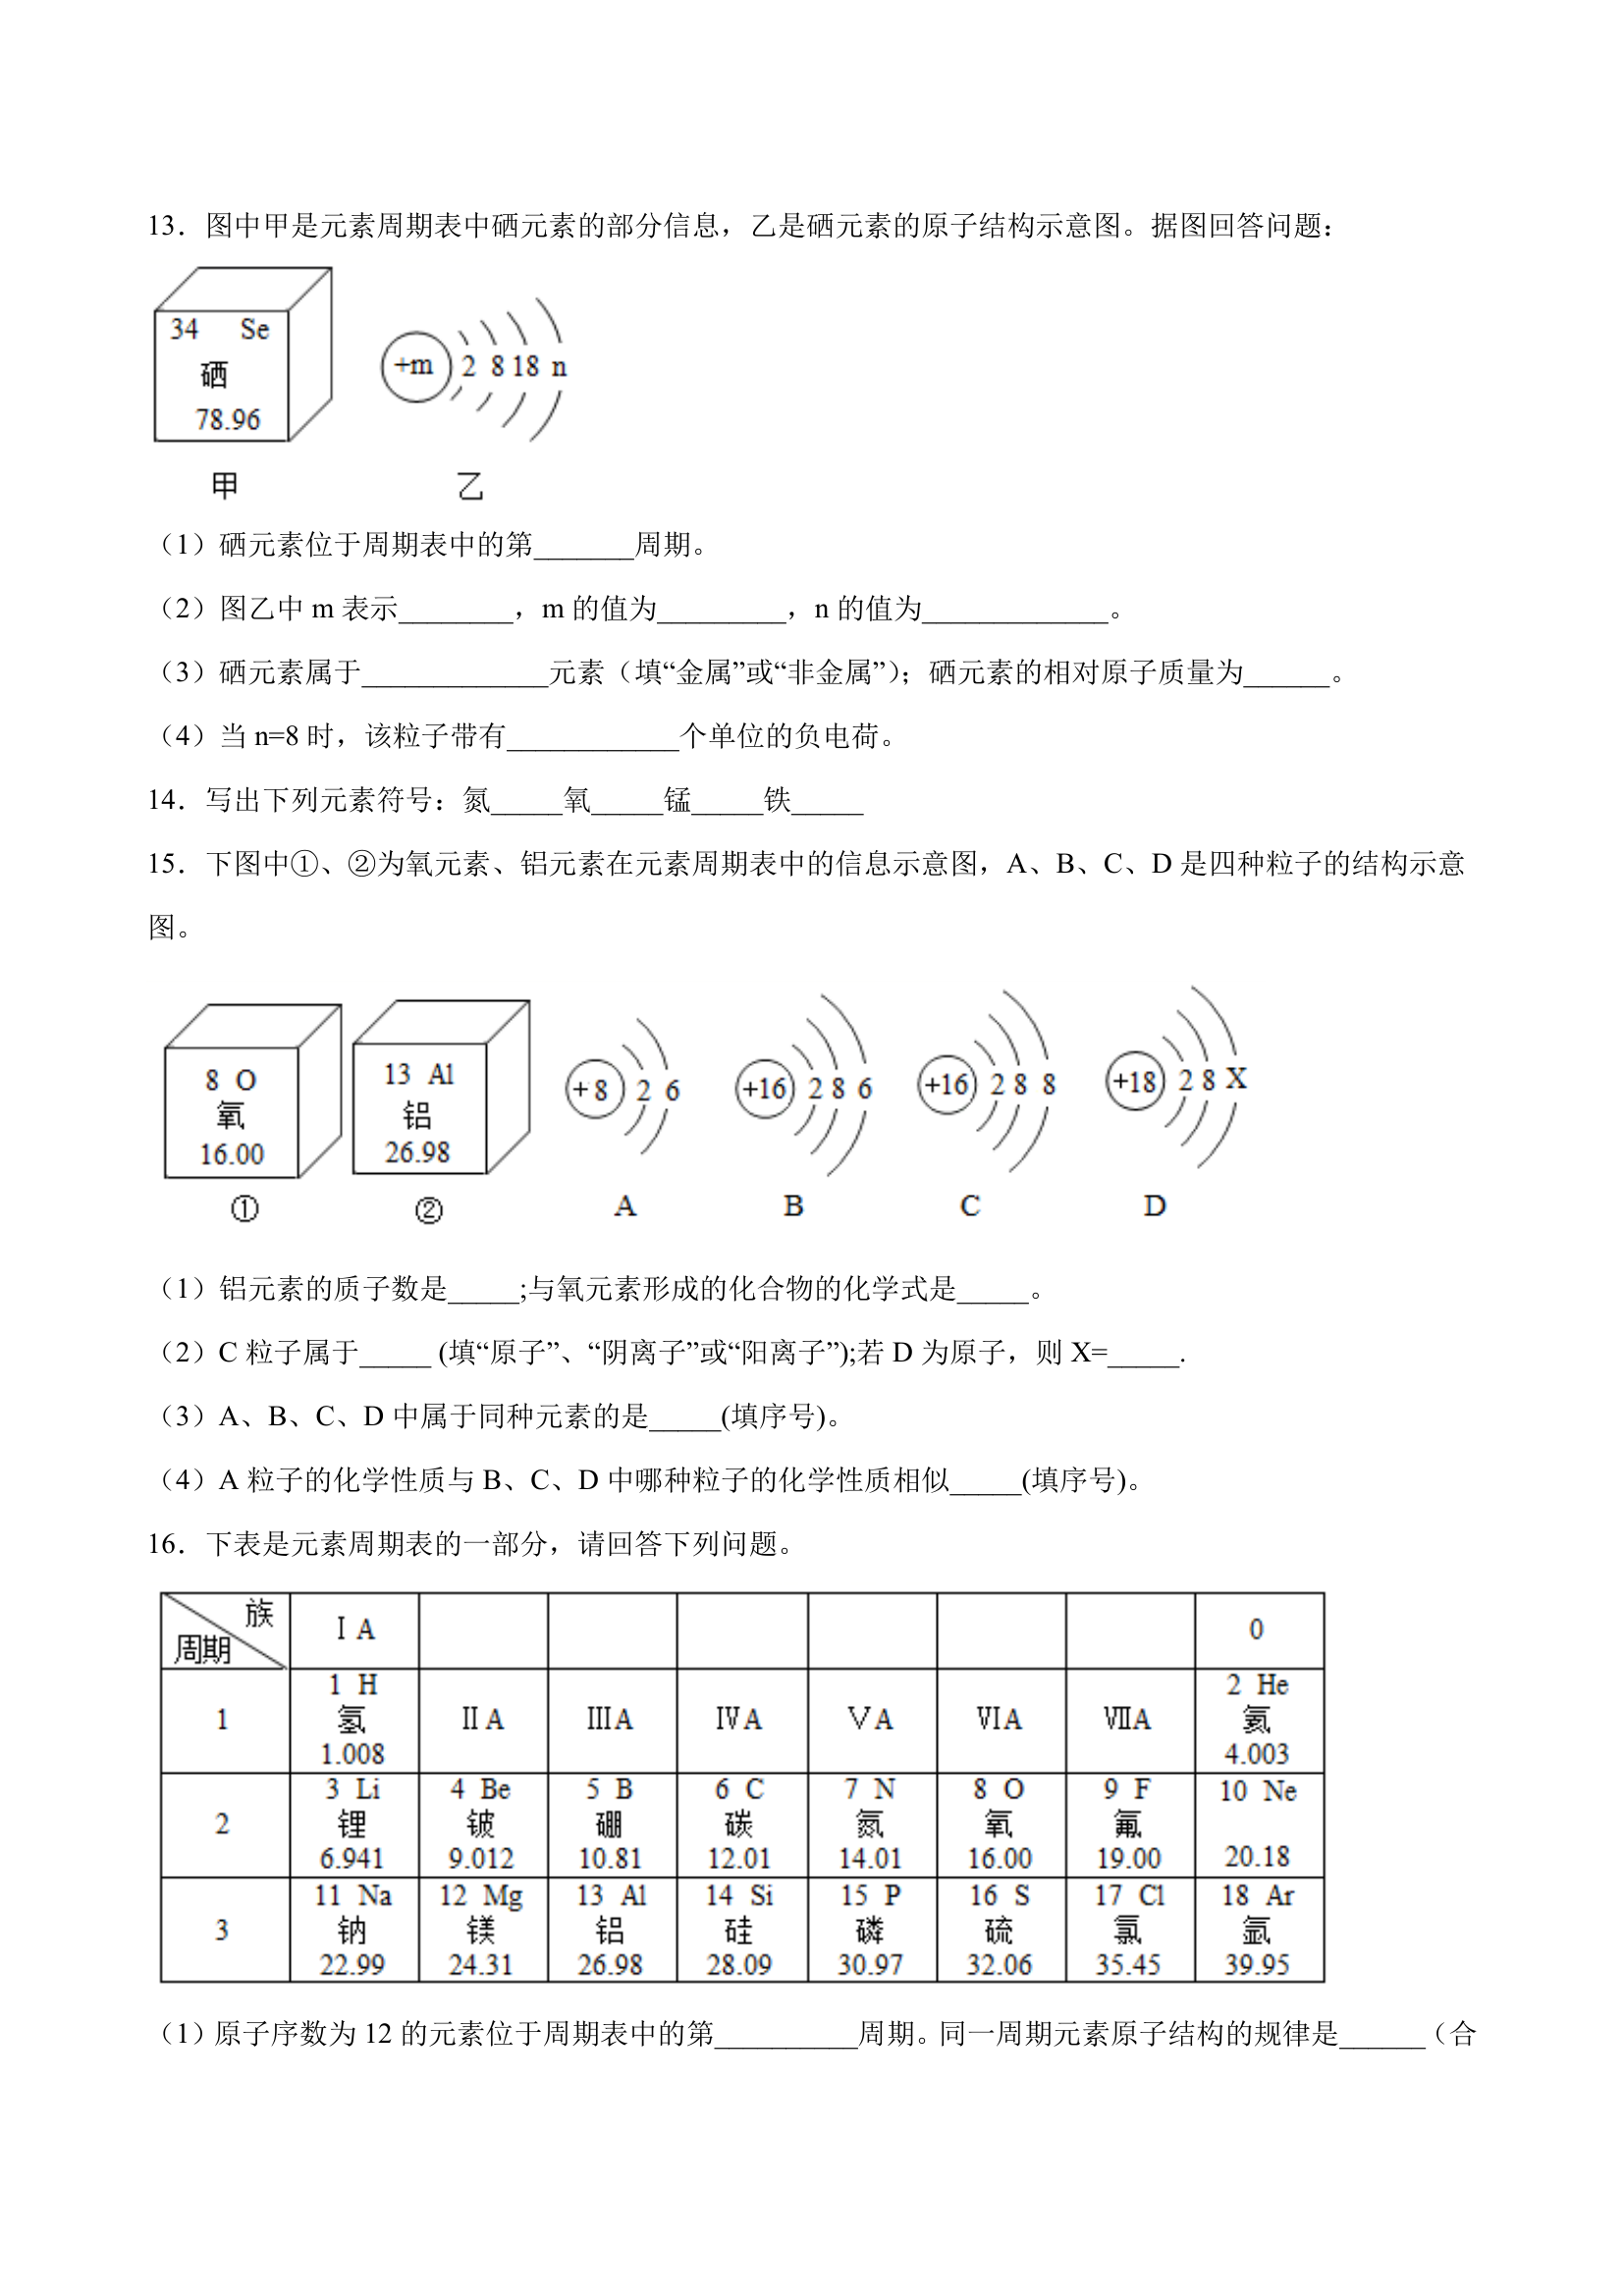 13．图中甲是元素周期表中硒元素的部分信息，乙是硒元素的原子结构示意图。据图回答问题：
34 Se
硒
78.96
甲
+m 2 8 18 n
乙
（1）硒元素位于周期表中的第_______周期。
（2）图乙中 m 表示________，m 的值为_________，n 的值为_____________。
（3）硒元素属于_____________元素（填“金属”或“非金属”）；硒元素的相对原子质量为______。
（4）当 n=8 时，该粒子带有____________个单位的负电荷。
14．写出下列元素符号：氮_____氧_____锰_____铁_____
15．下图中①、②为氧元素、铝元素在元素周期表中的信息示意图，A、B、C、D 是四种粒子的结构示意
图。
8 O
氧
16.00
①
13 Al
铝
26.98
②
+8 2 6
A
+16 2 8 6
B
+16 2 8 8
C
+18 2 8 X
D
（1）铝元素的质子数是_____;与氧元素形成的化合物的化学式是_____。
（2）C 粒子属于_____ (填“原子”、“阴离子”或“阳离子”);若 D 为原子，则 X=_____.
（3）A、B、C、D 中属于同种元素的是_____(填序号)。
（4）A 粒子的化学性质与 B、C、D 中哪种粒子的化学性质相似_____(填序号)。
16．下表是元素周期表的一部分，请回答下列问题。
族
周期
Ⅰ A 0
1 1 H 氢 1.008 Ⅱ A Ⅲ A Ⅳ A Ⅴ A Ⅵ A Ⅶ A 2 He 氦 4.003
2 3 Li 锂 6.941 4 Be 铍 9.012 5 B 硼 10.81 6 C 碳 12.01 7 N 氮 14.01 8 O 氧 16.00 9 F 氟 19.00 10 Ne 20.18
3 11 Na 钠 22.99 12 Mg 镁 24.31 13 Al 铝 26.98 14 Si 硅 28.09 15 P 磷 30.97 16 S 硫 32.06 17 Cl 氯 35.45 18 Ar 氩 39.95
（1）原子序数为 12 的元素位于周期表中的第__________周期。同一周期元素原子结构的规律是______（合